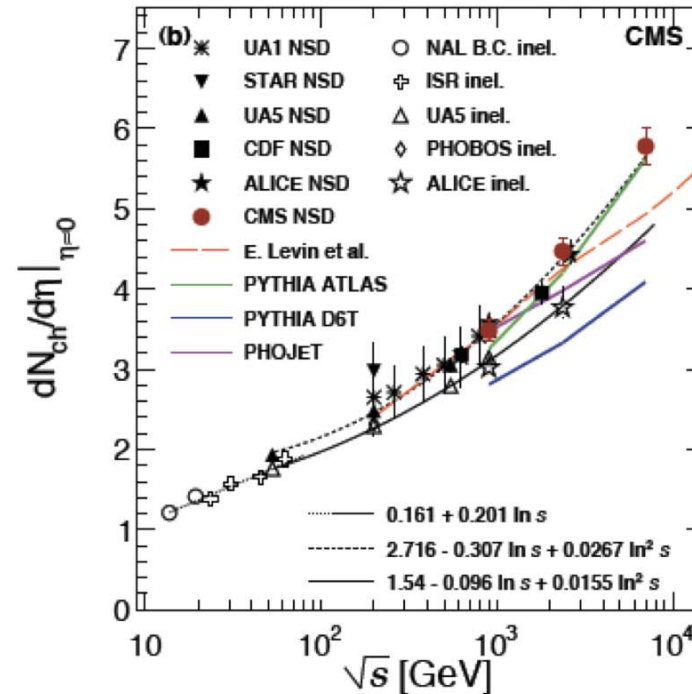 (b)
CMS
UA1 NSD
STAR NSD
UA5 NSD
CDF NSD
ALICE NSD
CMS NSD
E. Levin et al.
PYTHIA ATLAS
PYTHIA D6T
PHOJET
NAL B.C. inel.
ISR inel.
UA5 inel.
PHOBOS inel.
ALICE inel.
0.161 + 0.201 ln s
2.716 - 0.307 ln s + 0.0267 ln² s
1.54 - 0.096 ln s + 0.0155 ln² s
dN_ch/dη|_η=0
7
6
5
4
3
2
1
0
10
10²
10³
10⁴
√s [GeV]